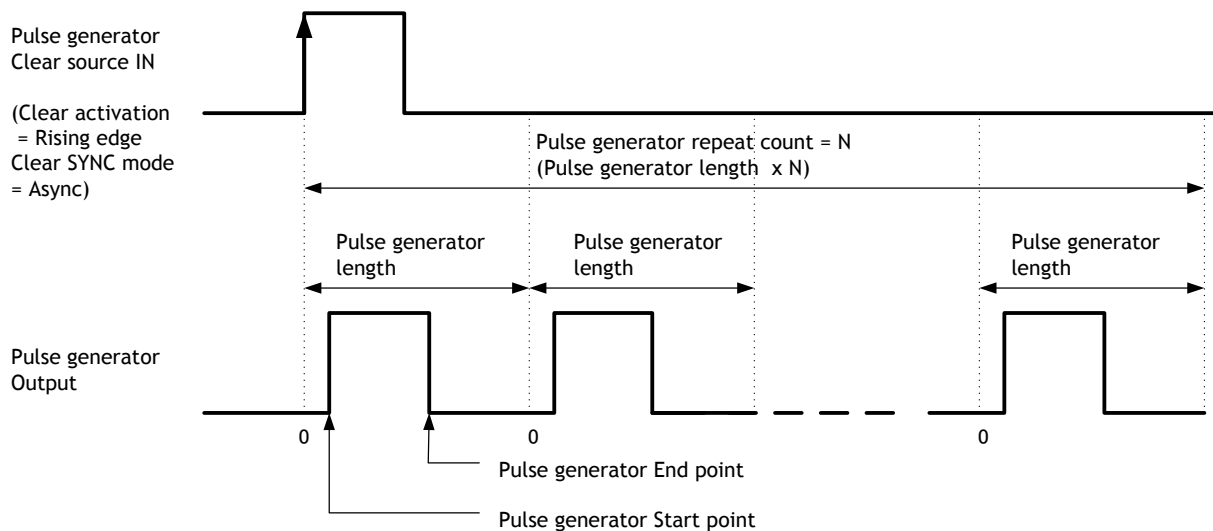 Pulse generator
Clear source IN
(Clear activation
= Rising edge
Clear SYNC mode
= Async)
Pulse generator repeat count = N
(Pulse generator length x N)
Pulse generator
length
Pulse generator
length
Pulse generator
length
Pulse generator
Output
0
0
0
Pulse generator End point
Pulse generator Start point